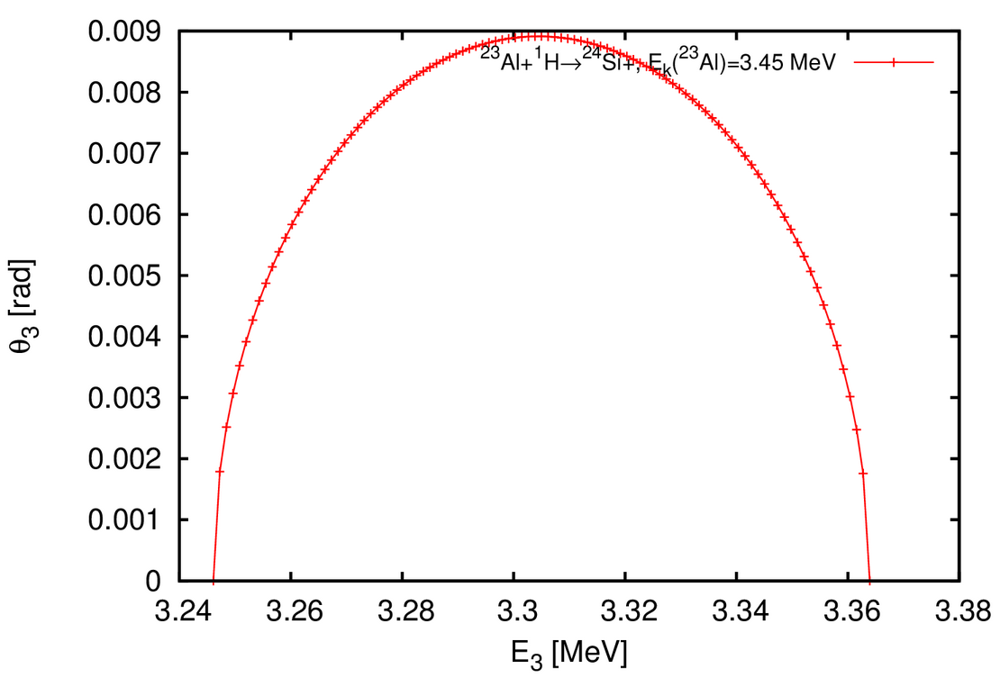 0.009
0.008
0.007
0.006
0.005
0.004
0.003
0.002
0.001
0
θ₃ [rad]
²³Al+¹H→²⁴Si+, Eₖ(²³Al)=3.45 MeV
3.24 3.26 3.28 3.3 3.32 3.34 3.36 3.38
E₃ [MeV]